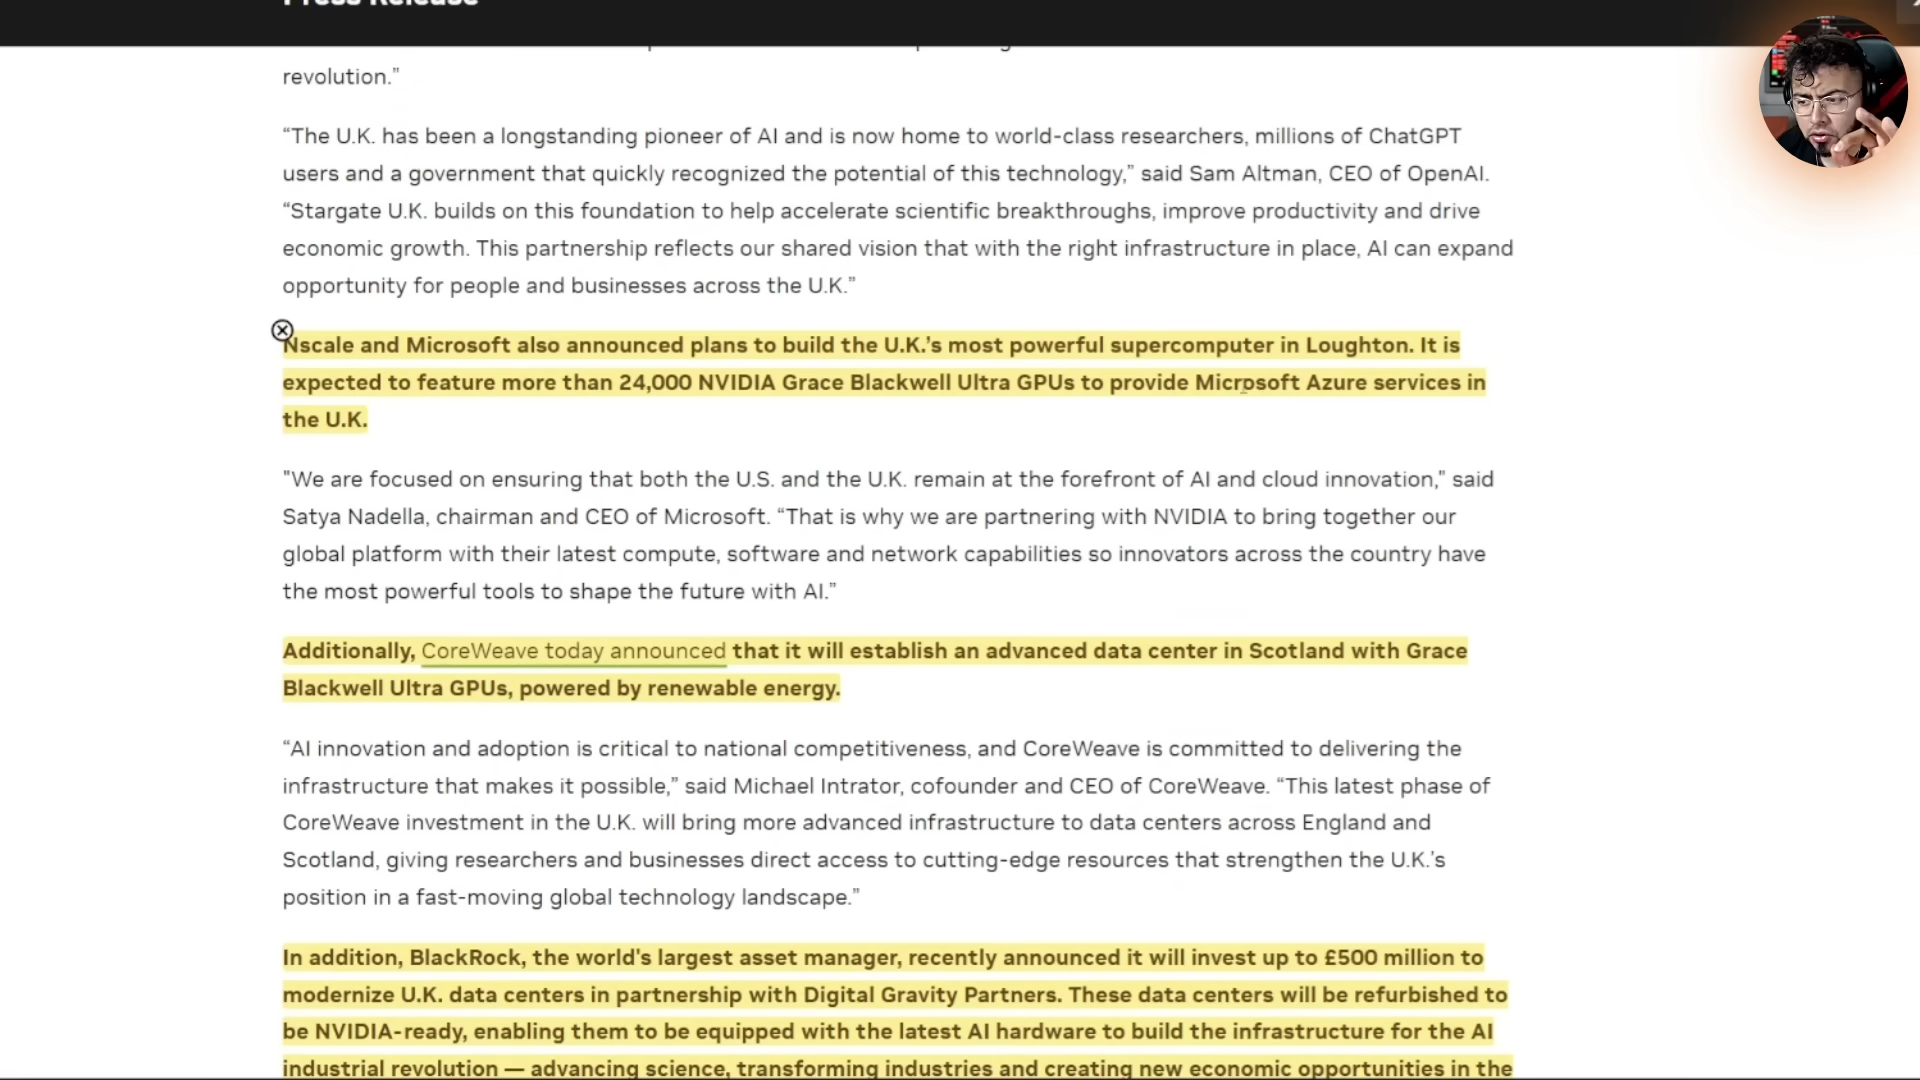 Press Release
revolution.”
“The U.K. has been a longstanding pioneer of AI and is now home to world-class researchers, millions of ChatGPT
users and a government that quickly recognized the potential of this technology,” said Sam Altman, CEO of OpenAI.
“Stargate U.K. builds on this foundation to help accelerate scientific breakthroughs, improve productivity and drive
economic growth. This partnership reflects our shared vision that with the right infrastructure in place, AI can expand
opportunity for people and businesses across the U.K.”
Nscale and Microsoft also announced plans to build the U.K.’s most powerful supercomputer in Loughton. It is
expected to feature more than 24,000 NVIDIA Grace Blackwell Ultra GPUs to provide Microsoft Azure services in
the U.K.
"We are focused on ensuring that both the U.S. and the U.K. remain at the forefront of AI and cloud innovation,” said
Satya Nadella, chairman and CEO of Microsoft. “That is why we are partnering with NVIDIA to bring together our
global platform with their latest compute, software and network capabilities so innovators across the country have
the most powerful tools to shape the future with AI.”
Additionally, CoreWeave today announced that it will establish an advanced data center in Scotland with Grace
Blackwell Ultra GPUs, powered by renewable energy.
“AI innovation and adoption is critical to national competitiveness, and CoreWeave is committed to delivering the
infrastructure that makes it possible,” said Michael Intrator, cofounder and CEO of CoreWeave. “This latest phase of
CoreWeave investment in the U.K. will bring more advanced infrastructure to data centers across England and
Scotland, giving researchers and businesses direct access to cutting-edge resources that strengthen the U.K.’s
position in a fast-moving global technology landscape.”
In addition, BlackRock, the world's largest asset manager, recently announced it will invest up to £500 million to
modernize U.K. data centers in partnership with Digital Gravity Partners. These data centers will be refurbished to
be NVIDIA-ready, enabling them to be equipped with the latest AI hardware to build the infrastructure for the AI
industrial revolution — advancing science, transforming industries and creating new economic opportunities in the